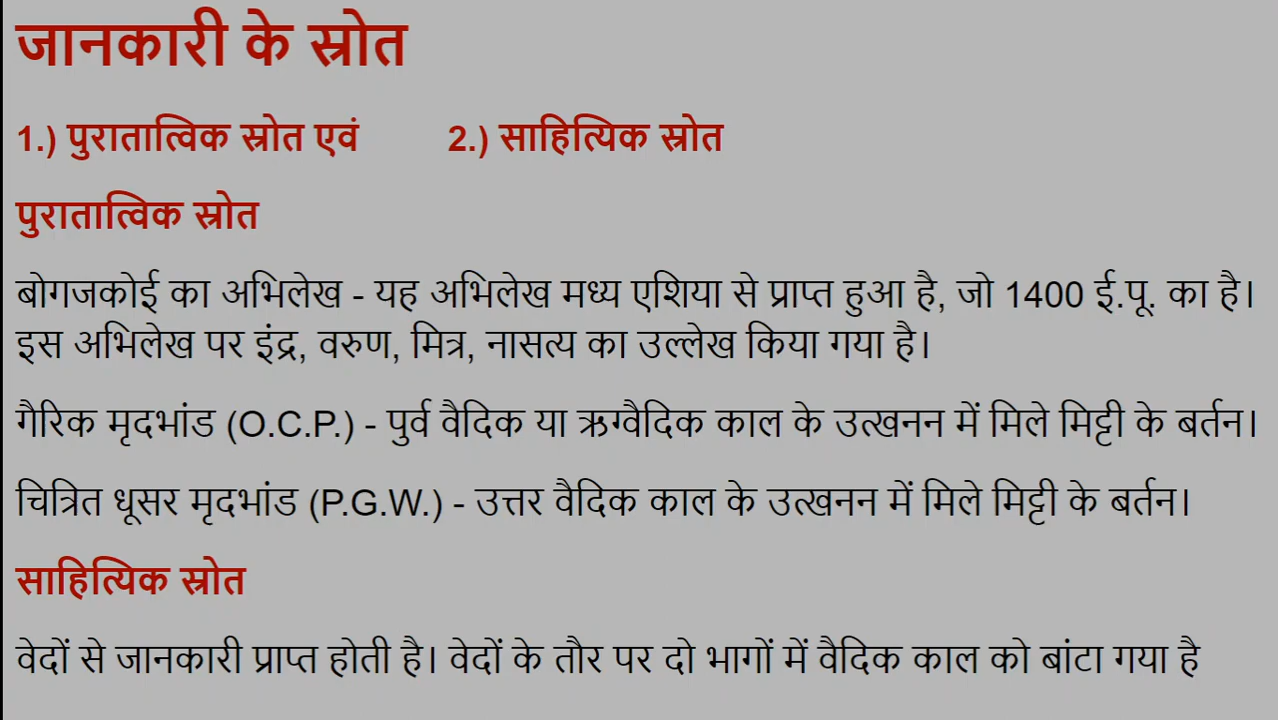 जानकारी के स्रोत
1.) पुरातात्विक स्रोत एवं 2.) साहित्यिक स्रोत
पुरातात्विक स्रोत
बोगजकोई का अभिलेख - यह अभिलेख मध्य एशिया से प्राप्त हुआ है, जो 1400 ई.पू. का है।
इस अभिलेख पर इंद्र, वरुण, मित्र, नासत्य का उल्लेख किया गया है।
गैरिक मृदभांड (O.C.P.) - पुर्व वैदिक या ऋग्वैदिक काल के उत्खनन में मिले मिट्टी के बर्तन।
चित्रित धूसर मृदभांड (P.G.W.) - उत्तर वैदिक काल के उत्खनन में मिले मिट्टी के बर्तन।
साहित्यिक स्रोत
वेदों से जानकारी प्राप्त होती है। वेदों के तौर पर दो भागों में वैदिक काल को बांटा गया है